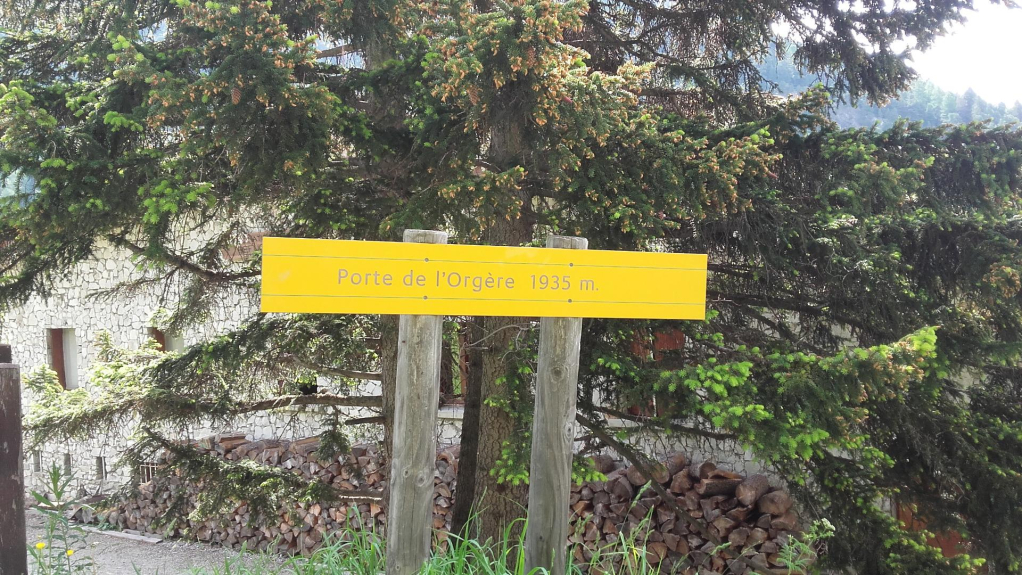 Porte de l'Orgère 1935 m.